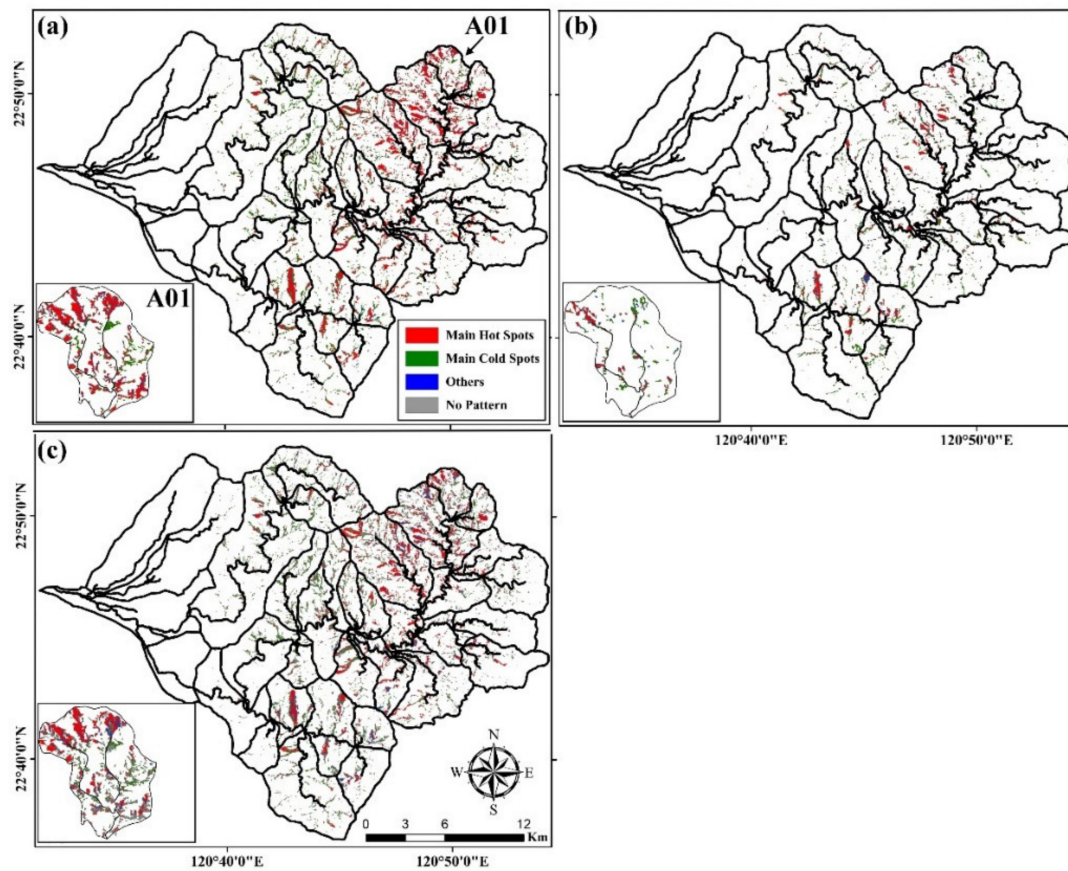 (a)
A01
(b)
22°50'0"N
A01
Main Hot Spots
Main Cold Spots
Others
No Pattern
22°40'0"N
120°40'0"E
120°50'0"E
(c)
22°50'0"N
22°40'0"N
N
W
E
S
0
3
6
12
Km
120°40'0"E
120°50'0"E